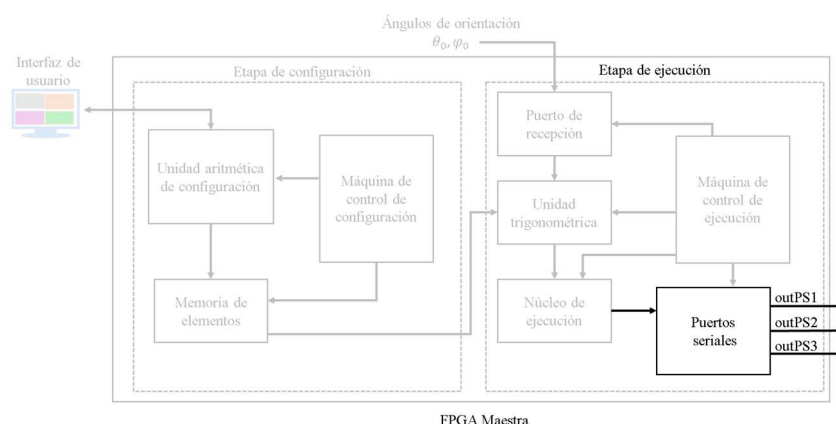 Ángulos de orientación
θ₀, φ₀
Interfaz de
usuario
Etapa de configuración
Etapa de ejecución
Puerto de
recepción
Unidad aritmética
de configuración
Máquina de
control de
configuración
Unidad
trigonométrica
Máquina de
control de
ejecución
Memoria de
elementos
Núcleo de
ejecución
Puertos
seriales
outPS1
outPS2
outPS3
FPGA Maestra